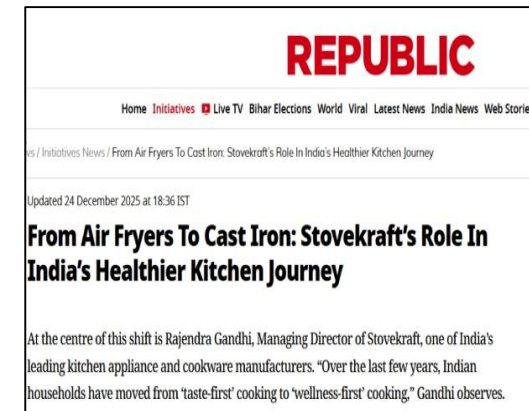 REPUBLIC
Home Initiatives Live TV Bihar Elections World Viral Latest News India News Web Storie
/ Initiatives News / From Air Fryers To Cast Iron: Stovekraft's Role In India's Healthier Kitchen Journey
Updated 24 December 2025 at 18:36 IST
From Air Fryers To Cast Iron: Stovekraft's Role In
India's Healthier Kitchen Journey
At the centre of this shift is Rajendra Gandhi, Managing Director of Stovekraft, one of India's
leading kitchen appliance and cookware manufacturers. "Over the last few years, Indian
households have moved from 'taste-first' cooking to 'wellness-first' cooking," Gandhi observes.